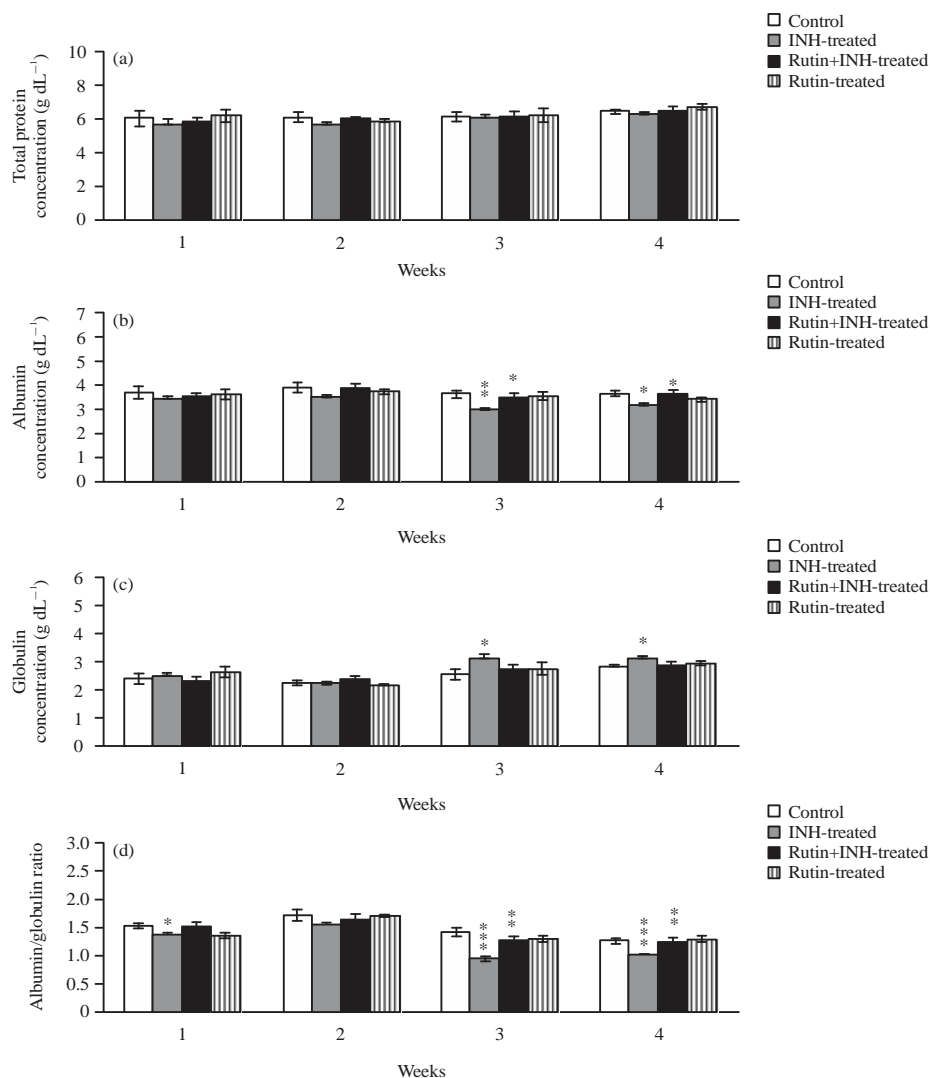 Control
INH-treated
Rutin+INH-treated
Rutin-treated
(a)
Total protein
concentration (g dL⁻¹)
10
8
6
4
2
0
1 2 3 4
Weeks
Control
INH-treated
Rutin+INH-treated
Rutin-treated
(b)
Albumin
concentration (g dL⁻¹)
7
6
5
4
3
2
1
0
** * * *
1 2 3 4
Weeks
Control
INH-treated
Rutin+INH-treated
Rutin-treated
(c)
Globulin
concentration (g dL⁻¹)
6
5
4
3
2
1
0
* *
1 2 3 4
Weeks
Control
INH-treated
Rutin+INH-treated
Rutin-treated
(d)
Albumin/globulin ratio
3.0
2.5
2.0
1.5
1.0
0.5
0
* *** ** *** **
1 2 3 4
Weeks